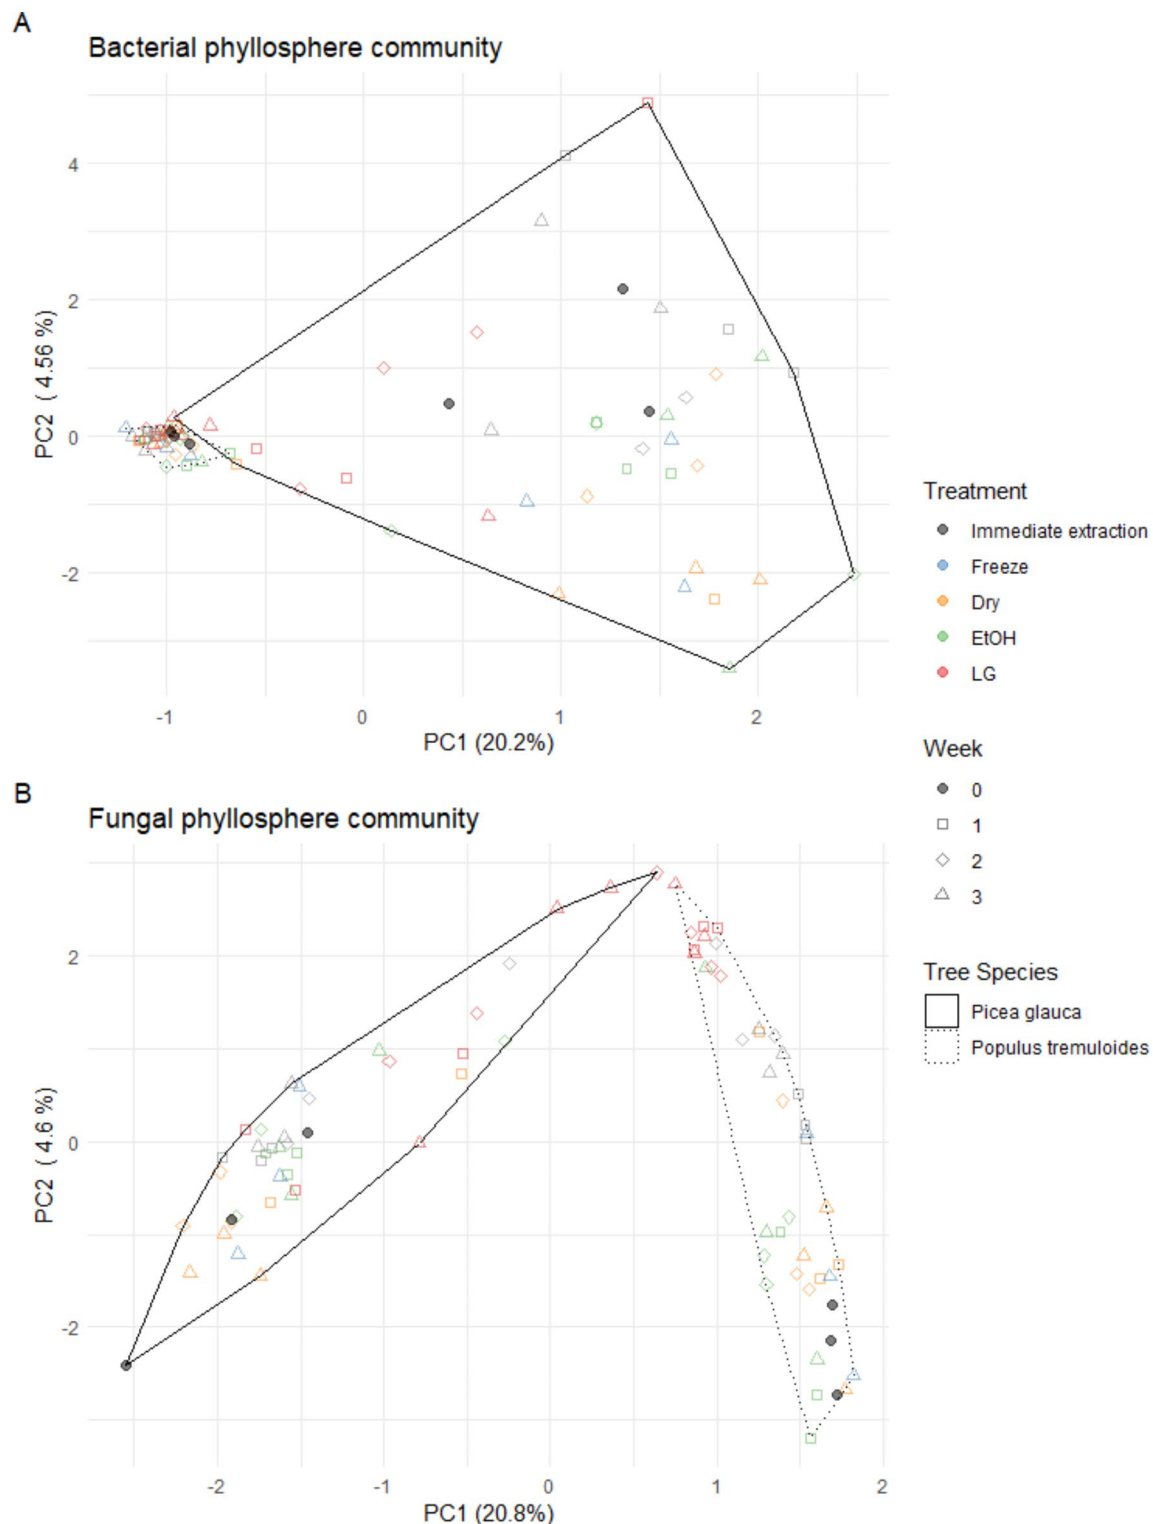 A
Bacterial phyllosphere community
4
2
0
-2
PC2 ( 4.56 %)
-1
0
1
2
PC1 (20.2%)
Treatment
Immediate extraction
Freeze
Dry
EtOH
LG
Week
0
1
2
3
Tree Species
Picea glauca
Populus tremuloides
B
Fungal phyllosphere community
2
0
-2
PC2 ( 4.6 %)
-2
-1
0
1
2
PC1 (20.8%)